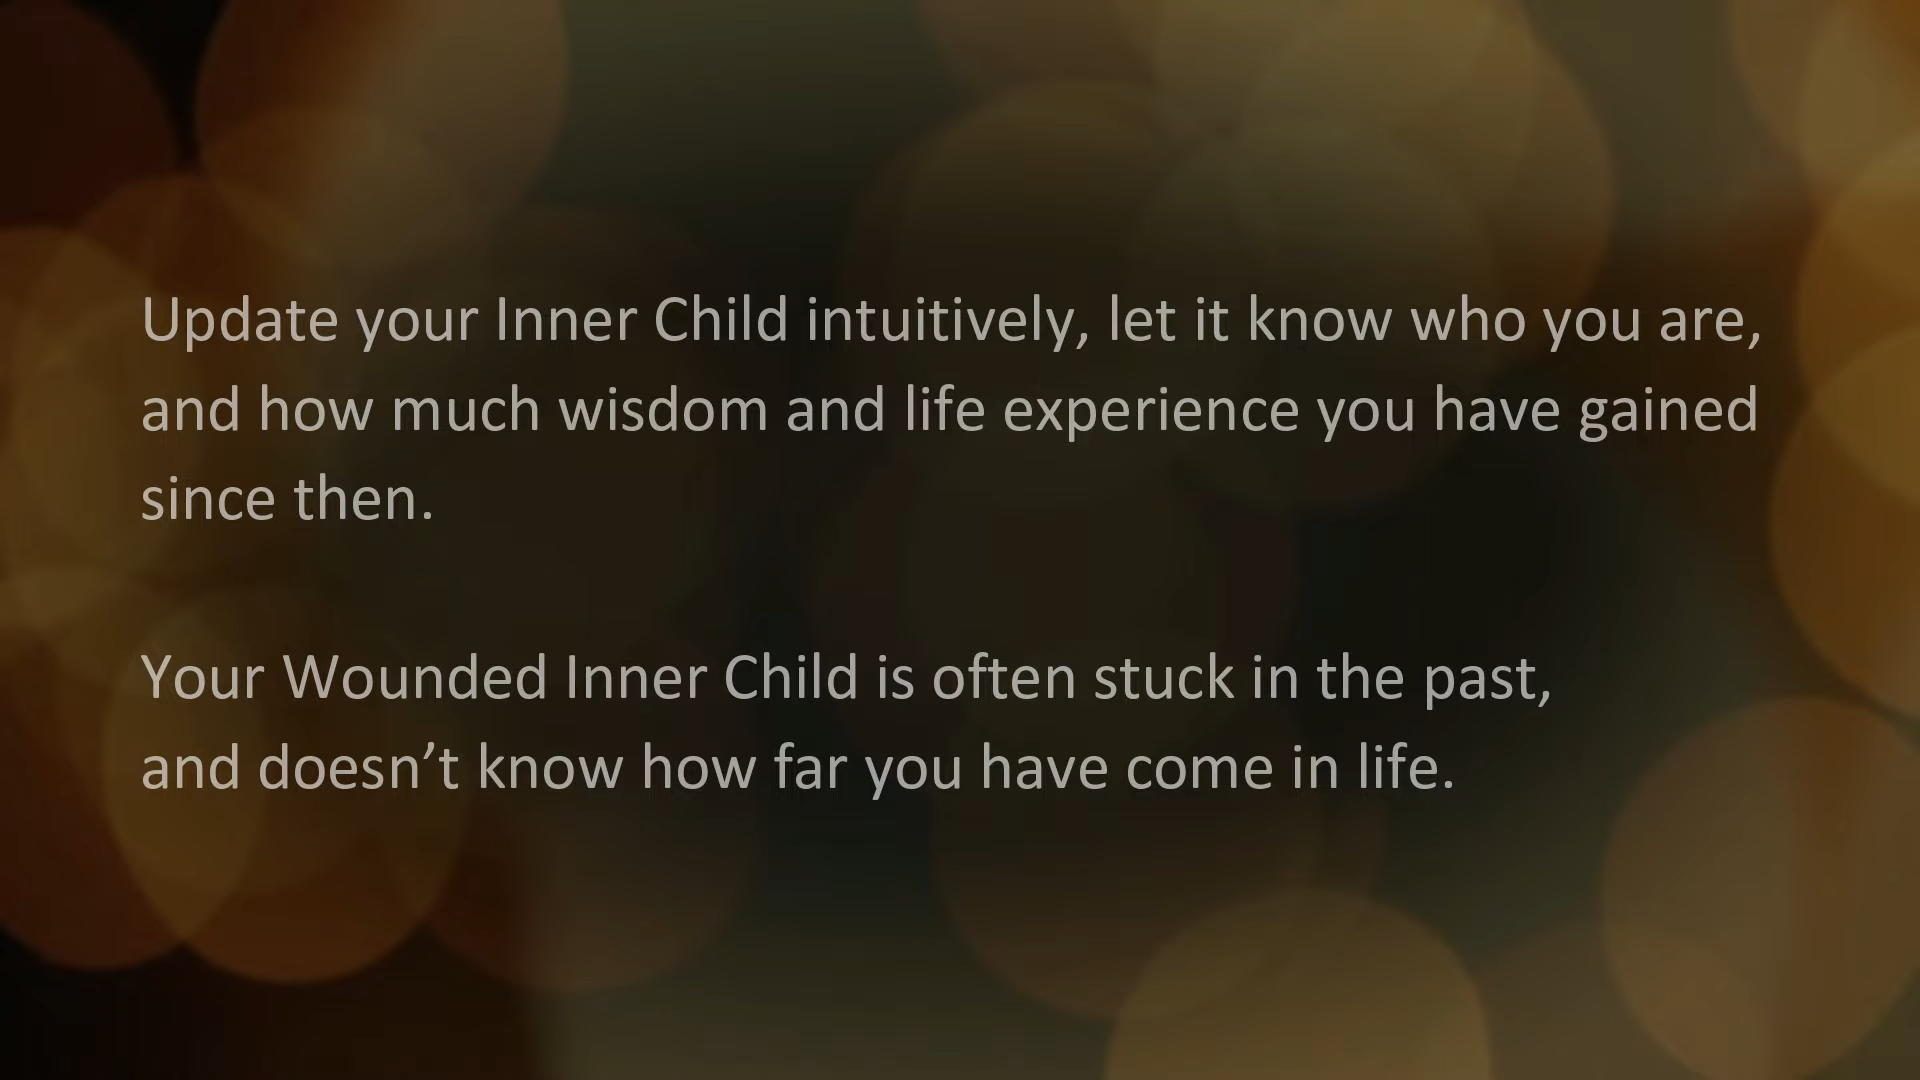 Update your Inner Child intuitively, let it know who you are,
and how much wisdom and life experience you have gained
since then.
Your Wounded Inner Child is often stuck in the past,
and doesn’t know how far you have come in life.